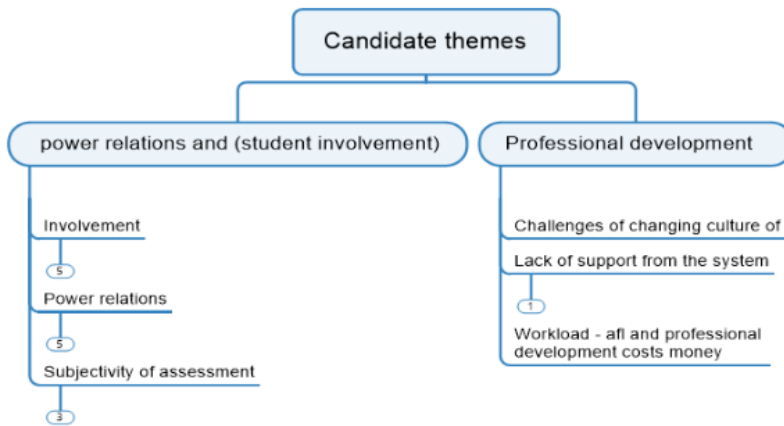 Candidate themes
power relations and (student involvement)
Professional development
Involvement
5
Power relations
5
Subjectivity of assessment
3
Challenges of changing culture of
Lack of support from the system
1
Workload - afl and professional
development costs money